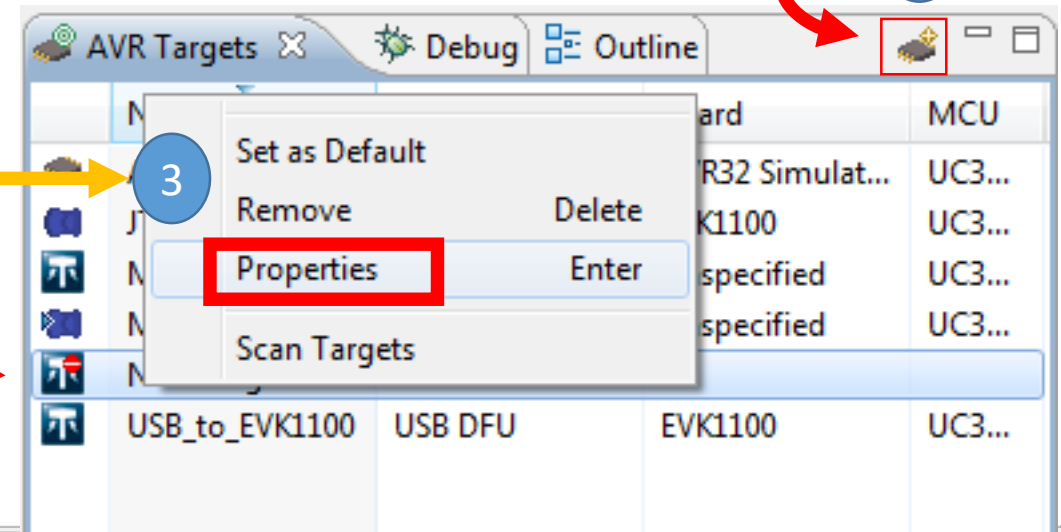 AVR Targets Debug Outline
N ard MCU
Set as Default
3 R32 Simulat... UC3...
Remove Delete
J K1100 UC3...
Properties Enter
specified UC3...
specified UC3...
Scan Targets
USB_to_EVK1100 USB DFU EVK1100 UC3...